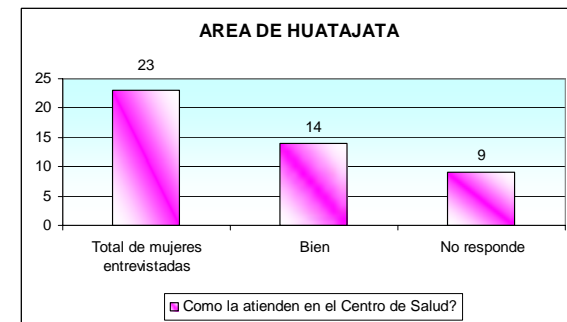 AREA DE HUATAJATA
25
20
15
10
5
0
23
14
9
Total de mujeres
entrevistadas
Bien
No responde
Como la atienden en el Centro de Salud?